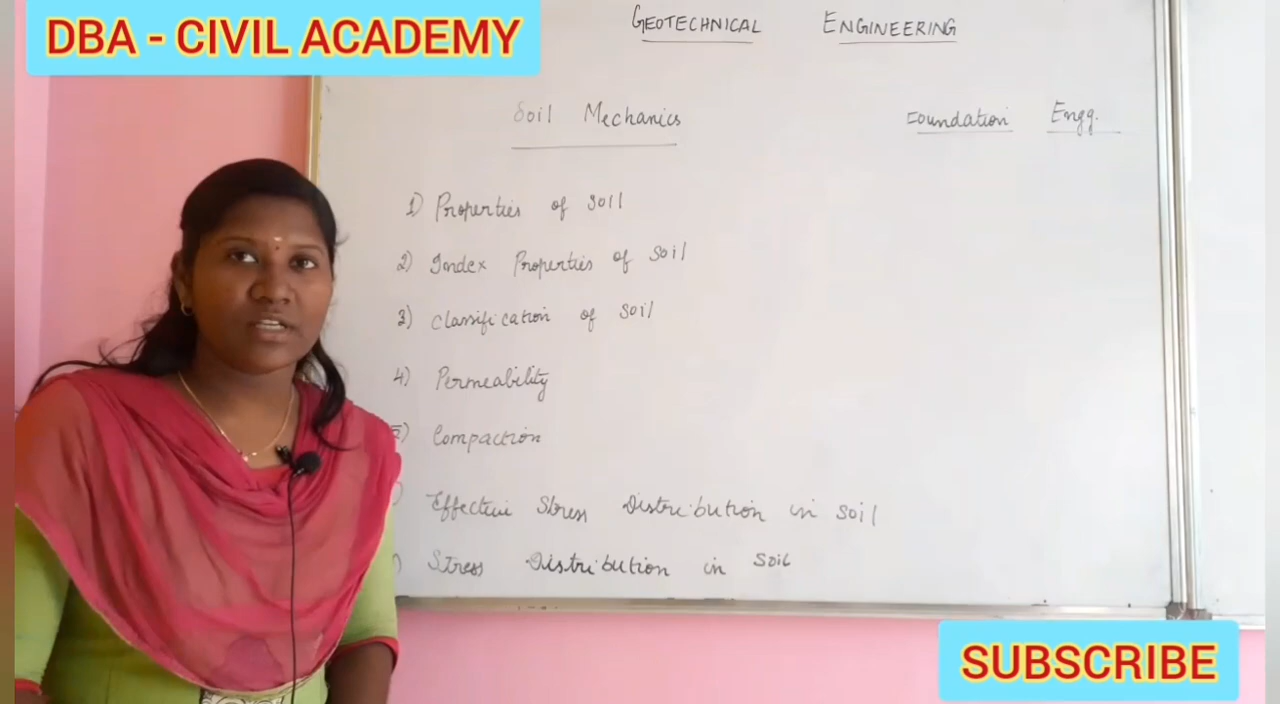 DBA - CIVIL ACADEMY
GEOTECHNICAL ENGINEERING
Soil Mechanics
Foundation Engg.
1) Properties of soil
2) Index Properties of soil
3) Classification of soil
4) Permeability
5) Compaction
) Effective Stress Distribution in soil
) Stress Distribution in soil
SUBSCRIBE